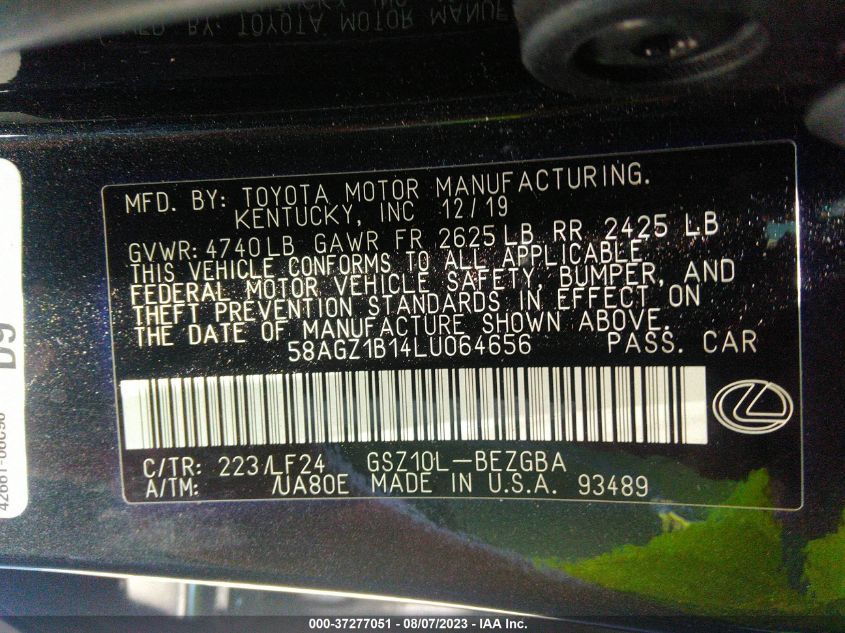 MFD. BY: TOYOTA MOTOR MANUFACTURING.
KENTUCKY, INC 12/19
GVWR: 4740LB GAWR FR 2625LB RR 2425 LB
THIS VEHICLE CONFORMS TO ALL APPLICABLE
FEDERAL MOTOR VEHICLE SAFETY, BUMPER, AND
THEFT PREVENTION STANDARDS IN EFFECT ON
THE DATE OF MANUFACTURE SHOWN ABOVE.
58AGZ1B14LU064656 PASS. CAR
C/TR: 223/LF24 GSZ10L-BEZGBA
A/TM: /UA80E MADE IN U.S.A. 93489
D9
000-37277051 - 08/07/2023 - IAA Inc.